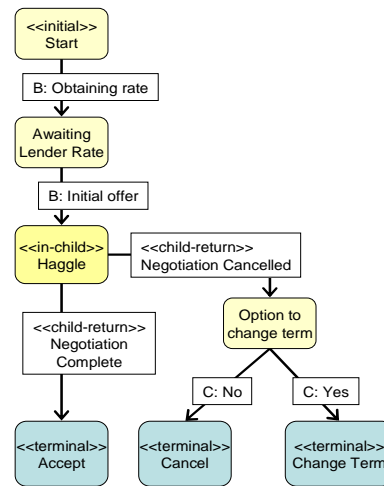 <<initial>>
Start
B: Obtaining rate
Awaiting
Lender Rate
B: Initial offer
<<in-child>>
Haggle
<<child-return>>
Negotiation Cancelled
Option to
change term
<<child-return>>
Negotiation
Complete
C: No
C: Yes
<<terminal>>
Accept
<<terminal>>
Cancel
<<terminal>>
Change Term